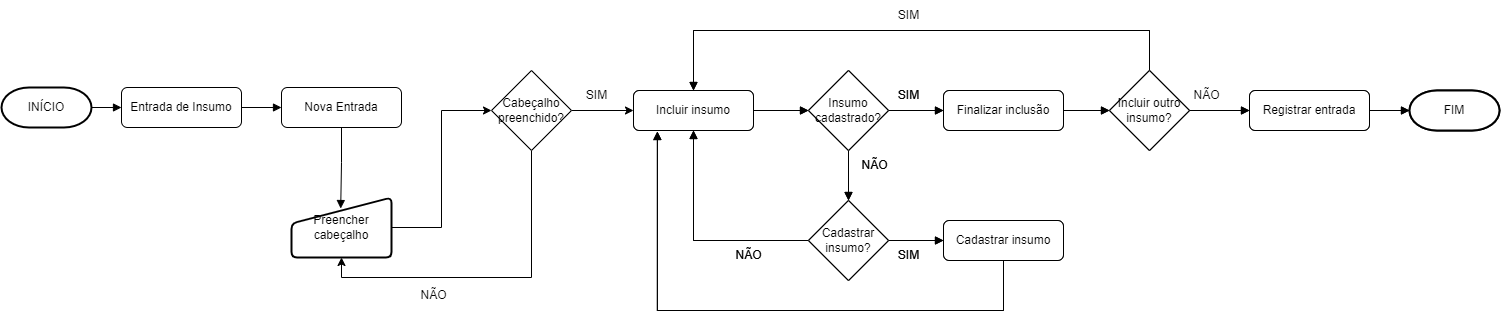 SIM
INÍCIO
Entrada de Insumo
Nova Entrada
Cabeçalho
preenchido?
SIM
Incluir insumo
Insumo
cadastrado?
SIM
Finalizar inclusão
Incluir outro
insumo?
NÃO
Registrar entrada
FIM
NÃO
Preencher
cabeçalho
Cadastrar
insumo?
NÃO
SIM
Cadastrar insumo
NÃO